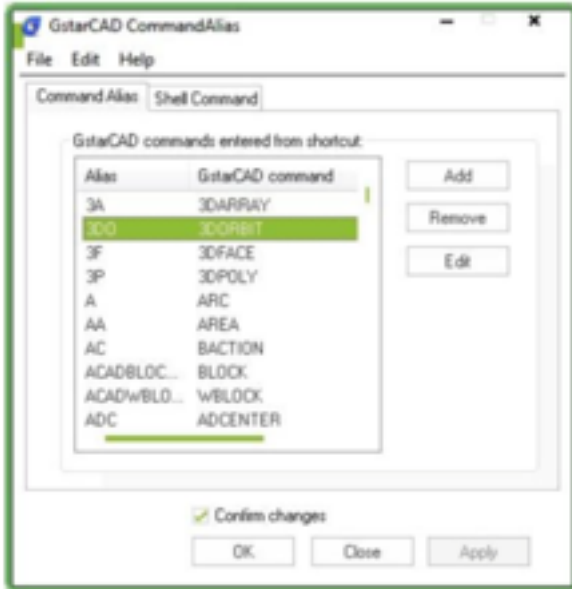 GstarCAD CommandAlias
File Edit Help
Command Alias Shell Command
GstarCAD commands entered from shortcut:
Alias GstarCAD command
3A 3DARRAY
3DO 3DORBIT
3F 3DFACE
3P 3DPOLY
A ARC
AA AREA
AC BACTION
ACADBLOC... BLOCK
ACADWBLO... WBLOCK
ADC ADCENTER
Add
Remove
Edit
Confirm changes
OK Close Apply